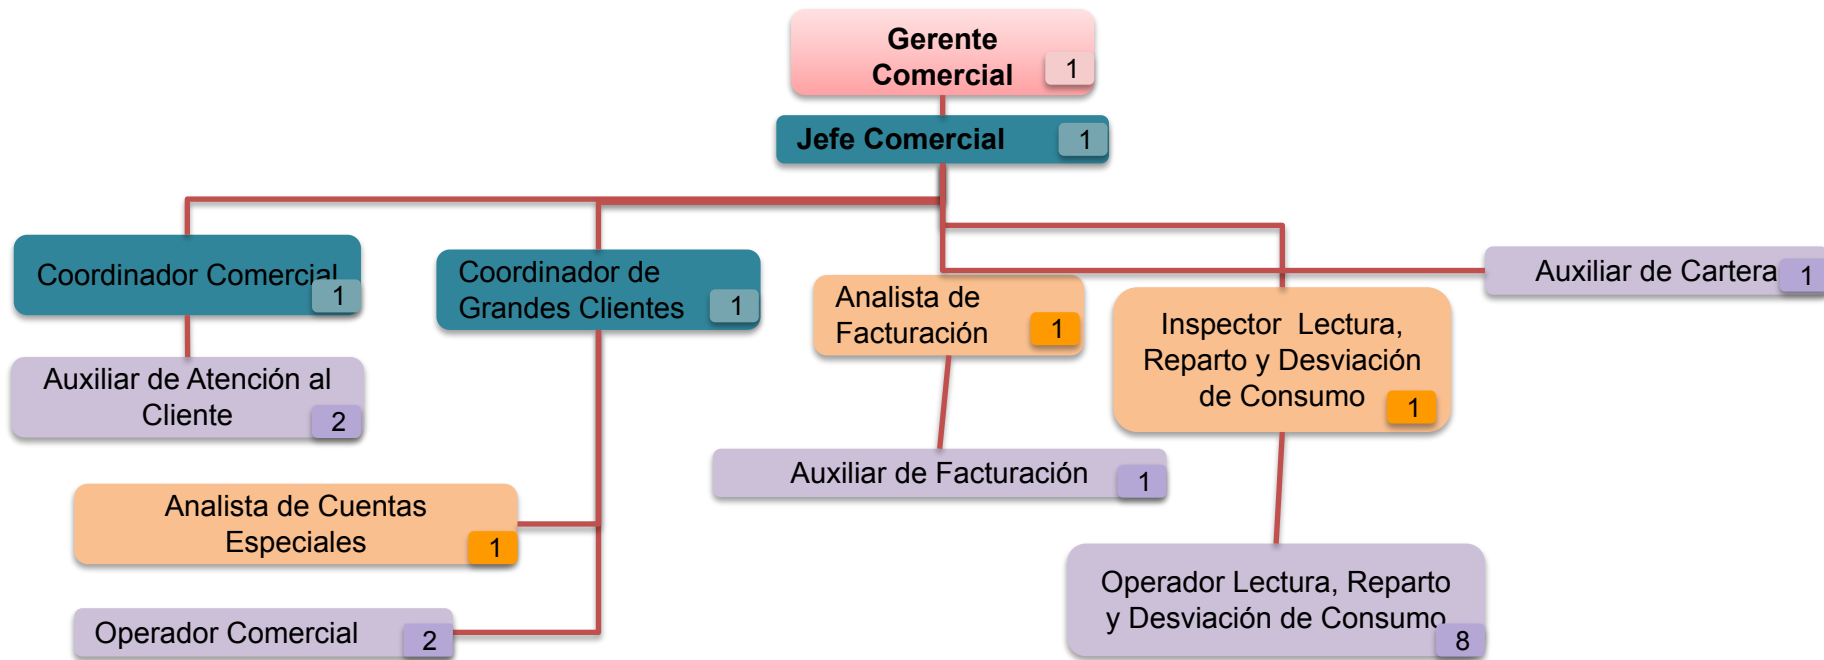 Gerente
Comercial
1
Jefe Comercial
1
Coordinador Comercial
1
Coordinador de
Grandes Clientes
1
Analista de
Facturación
1
Inspector Lectura,
Reparto y Desviación
de Consumo
1
Auxiliar de Cartera
1
Auxiliar de Atención al
Cliente
2
Auxiliar de Facturación
1
Analista de Cuentas
Especiales
1
Operador Lectura, Reparto
y Desviación de Consumo
8
Operador Comercial
2